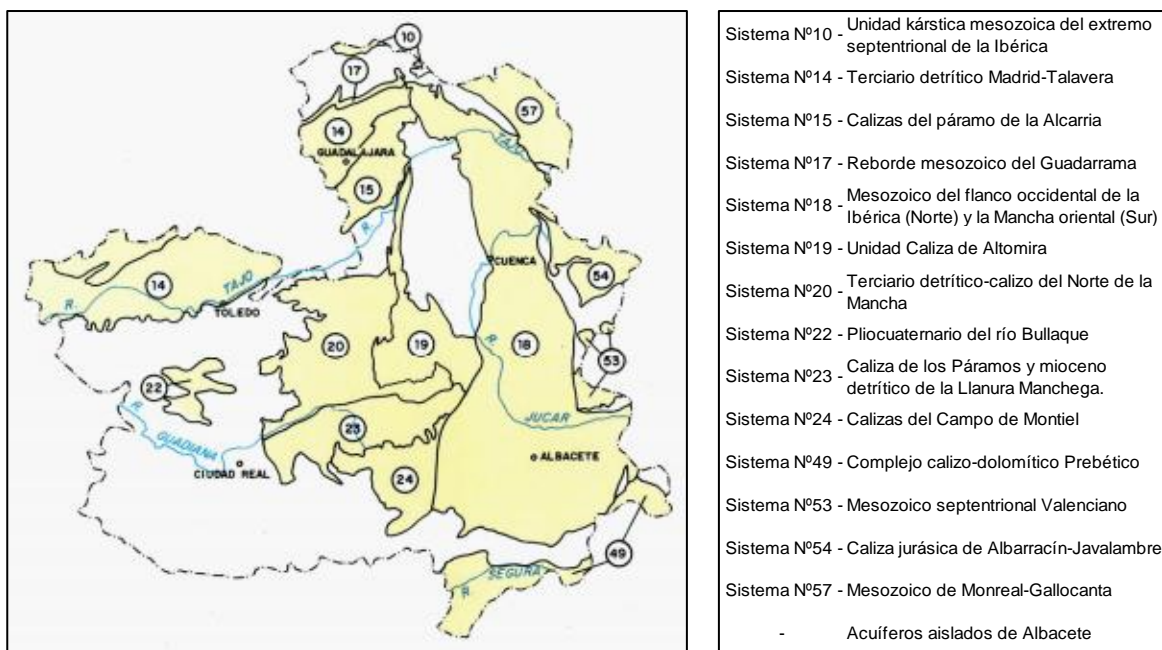 10
17
57
14
GUADALAJARA
TAJO
15
R.
CUENCA
54
14
TAJO
R.
TOLEDO
20
19
18
R.
53
22
R.
GUADIANA
23
JUCAR
CIUDAD REAL
ALBACETE
24
49
SEGURA
R.
Sistema Nº10 - Unidad kárstica mesozoica del extremo
septentrional de la Ibérica
Sistema Nº14 - Terciario detrítico Madrid-Talavera
Sistema Nº15 - Calizas del páramo de la Alcarria
Sistema Nº17 - Reborde mesozoico del Guadarrama
Sistema Nº18 - Mesozoico del flanco occidental de la
Ibérica (Norte) y la Mancha oriental (Sur)
Sistema Nº19 - Unidad Caliza de Altomira
Sistema Nº20 - Terciario detrítico-calizo del Norte de la
Mancha
Sistema Nº22 - Pliocuaternario del río Bullaque
Sistema Nº23 - Caliza de los Páramos y mioceno
detrítico de la Llanura Manchega.
Sistema Nº24 - Calizas del Campo de Montiel
Sistema Nº49 - Complejo calizo-dolomítico Prebético
Sistema Nº53 - Mesozoico septentrional Valenciano
Sistema Nº54 - Caliza jurásica de Albarracín-Javalambre
Sistema Nº57 - Mesozoico de Monreal-Gallocanta
- Acuíferos aislados de Albacete